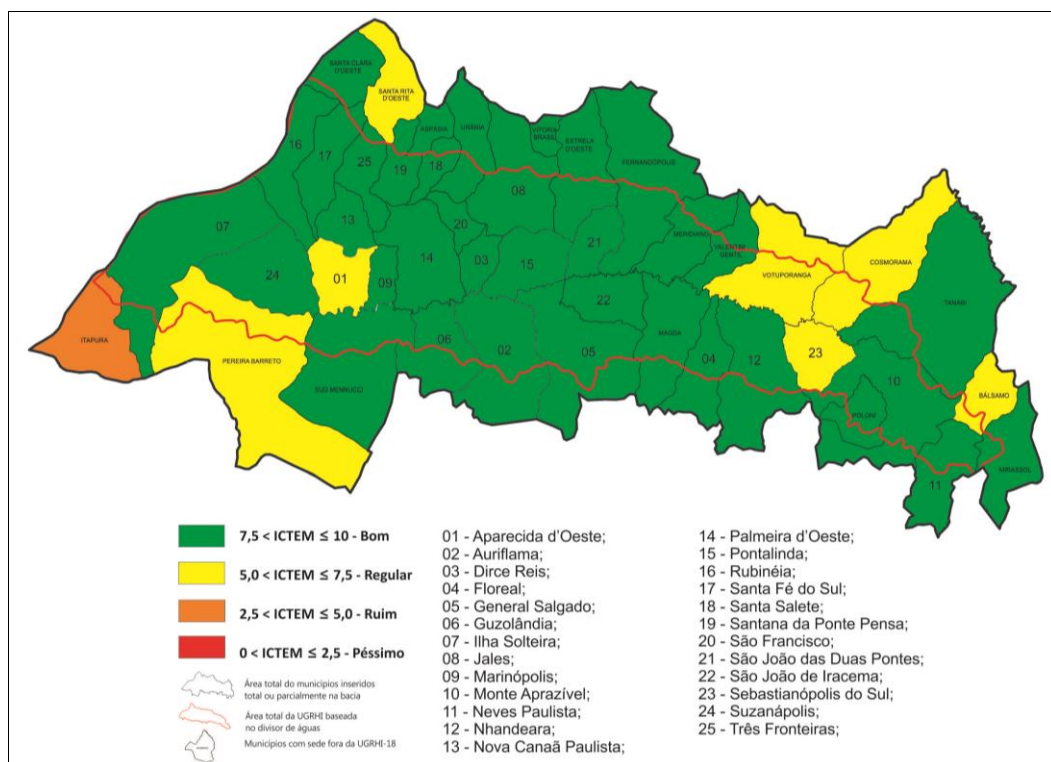 SANTA CLARA
D'OESTE
SANTA RITA
D'OESTE
ASPÁSIA
URÂNIA
VITORIA
BRASIL
ESTRELA
D'OESTE
FERNANDOPOLIS
16
17
25
19
18
08
07
13
20
21
MERIDIANO
VALENTIM
GENTIL
COSMORAMA
24
01
09
14
03
15
VOTUPORANGA
TANABI
22
ITAPURA
PEREIRA BARRETO
SUD MENNUCCI
06
02
05
MAGDA
04
12
23
10
BÁLSAMO
POLONI
MIRASSOL
11
7,5 < ICTEM ≤ 10 - Bom
5,0 < ICTEM ≤ 7,5 - Regular
2,5 < ICTEM ≤ 5,0 - Ruim
0 < ICTEM ≤ 2,5 - Péssimo
Área total do municípios inseridos
total ou parcialmente na bacia
Área total da UGRHI baseada
no divisor de águas
Municípios com sede fora da UGRHI-18
01 - Aparecida d'Oeste;
02 - Auriflama;
03 - Dirce Reis;
04 - Floreal;
05 - General Salgado;
06 - Guzolândia;
07 - Ilha Solteira;
08 - Jales;
09 - Marinópolis;
10 - Monte Aprazível;
11 - Neves Paulista;
12 - Nhandeara;
13 - Nova Canaã Paulista;
14 - Palmeira d'Oeste;
15 - Pontalinda;
16 - Rubinéia;
17 - Santa Fé do Sul;
18 - Santa Salete;
19 - Santana da Ponte Pensa;
20 - São Francisco;
21 - São João das Duas Pontes;
22 - São João de Iracema;
23 - Sebastianópolis do Sul;
24 - Suzanápolis;
25 - Três Fronteiras;